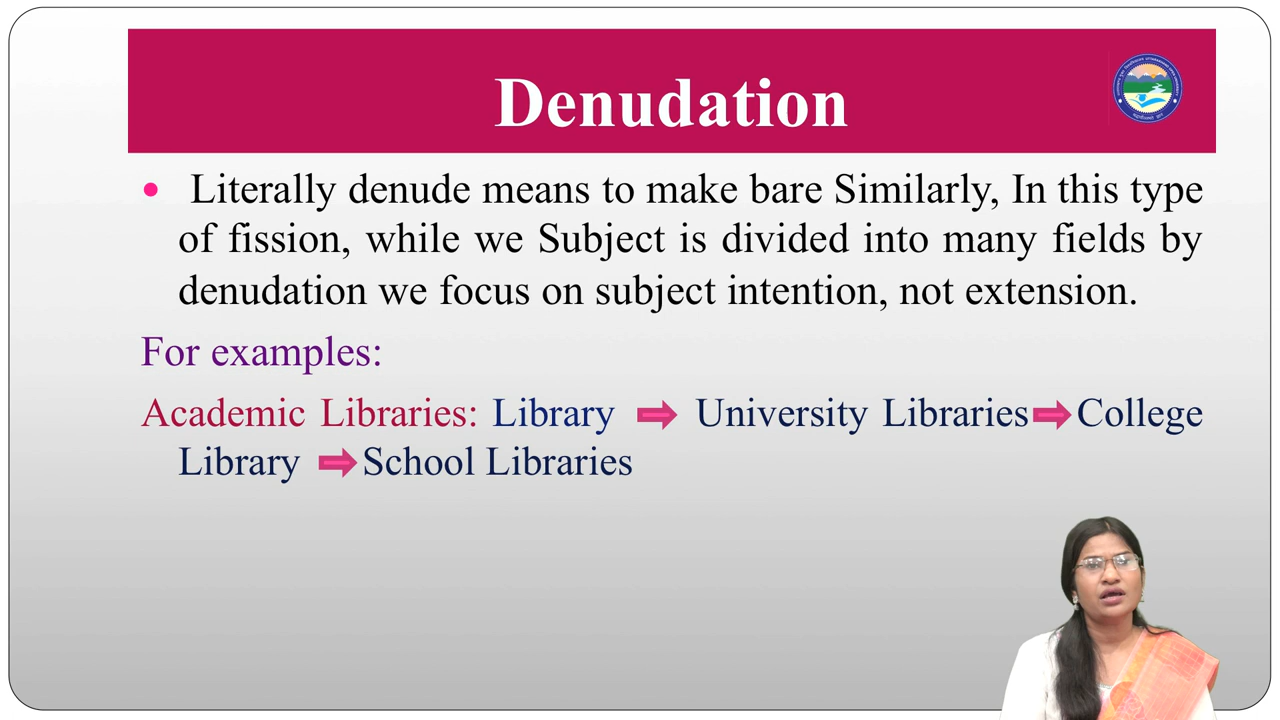 Denudation
• Literally denude means to make bare Similarly, In this type
of fission, while we Subject is divided into many fields by
denudation we focus on subject intention, not extension.
For examples:
Academic Libraries: Library ➡ University Libraries➡College
Library ➡School Libraries